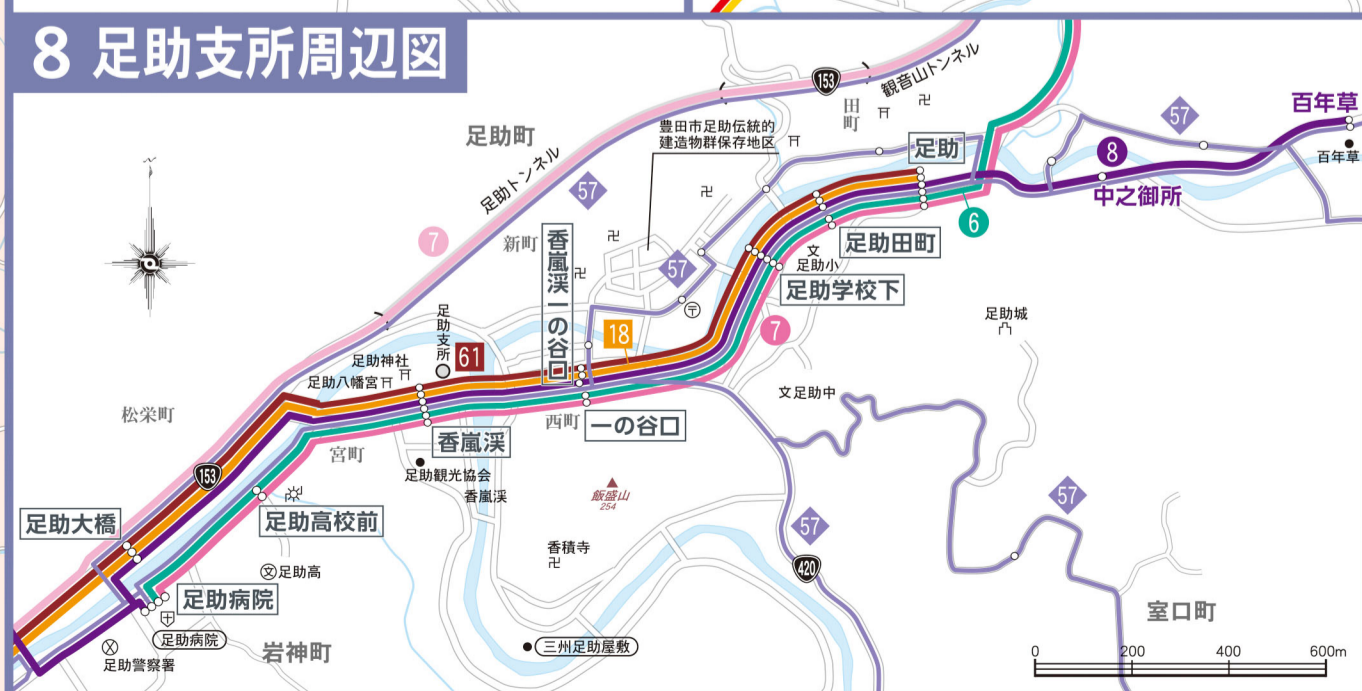 8 足助支所周辺図
153
観音山トンネル
田町
57
百年草
足助町
豊田市足助伝統的
建造物群保存地区
足助
8
百年草
足助トンネル
57
中之御所
7
新町
香嵐渓一の谷口
57
6
足助田町
文
足助小
足助学校下
〒
足助支所
61
18
7
足助城
足助神社
足助八幡宮
文足助中
松栄町
西町
一の谷口
香嵐渓
宮町
153
足助観光協会
香嵐渓
飯盛山
254
57
足助大橋
足助高校前
57
香積寺
420
文足助高
足助病院
室口町
足助病院
三州足助屋敷
岩神町
足助警察署
0 200 400 600m